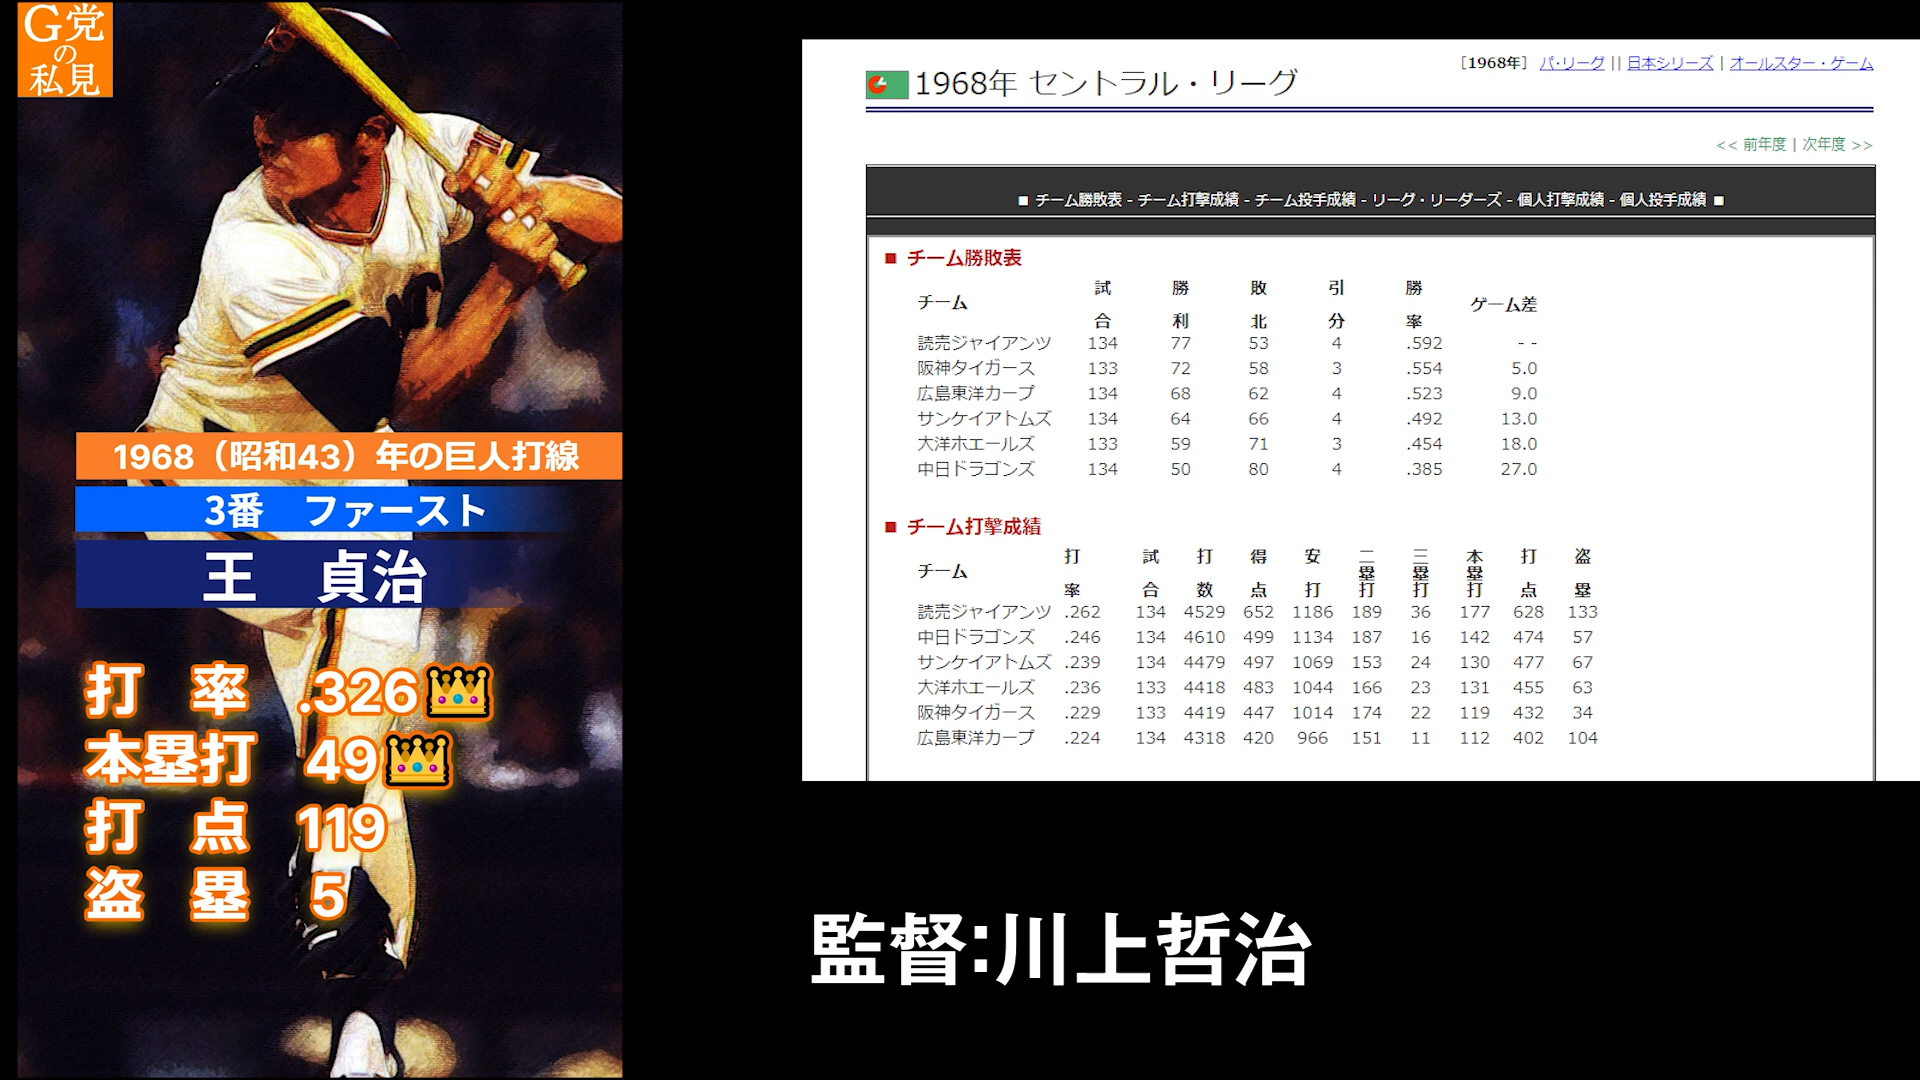 G党
の
私見
1968（昭和43）年の巨人打線
3番　ファースト
王　貞治
打　率　.326
本塁打　49
打　点　119
盗　塁　5
［1968年］ パ・リーグ || 日本シリーズ | オールスター・ゲーム
1968年 セントラル・リーグ
<< 前年度 | 次年度 >>
■ チーム勝敗表 - チーム打撃成績 - チーム投手成績 - リーグ・リーダーズ - 個人打撃成績 - 個人投手成績 ■
■ チーム勝敗表
チーム 試合 勝利 敗北 引分 勝率 ゲーム差
読売ジャイアンツ 134 77 53 4 .592 - -
阪神タイガース 133 72 58 3 .554 5.0
広島東洋カープ 134 68 62 4 .523 9.0
サンケイアトムズ 134 64 66 4 .492 13.0
大洋ホエールズ 133 59 71 3 .454 18.0
中日ドラゴンズ 134 50 80 4 .385 27.0
■ チーム打撃成績
チーム 打率 試合 打数 得点 安打 二塁打 三塁打 本塁打 打点 盗塁
読売ジャイアンツ .262 134 4529 652 1186 189 36 177 628 133
中日ドラゴンズ .246 134 4610 499 1134 187 16 142 474 57
サンケイアトムズ .239 134 4479 497 1069 153 24 130 477 67
大洋ホエールズ .236 133 4418 483 1044 166 23 131 455 63
阪神タイガース .229 133 4419 447 1014 174 22 119 432 34
広島東洋カープ .224 134 4318 420 966 151 11 112 402 104
監督:川上哲治